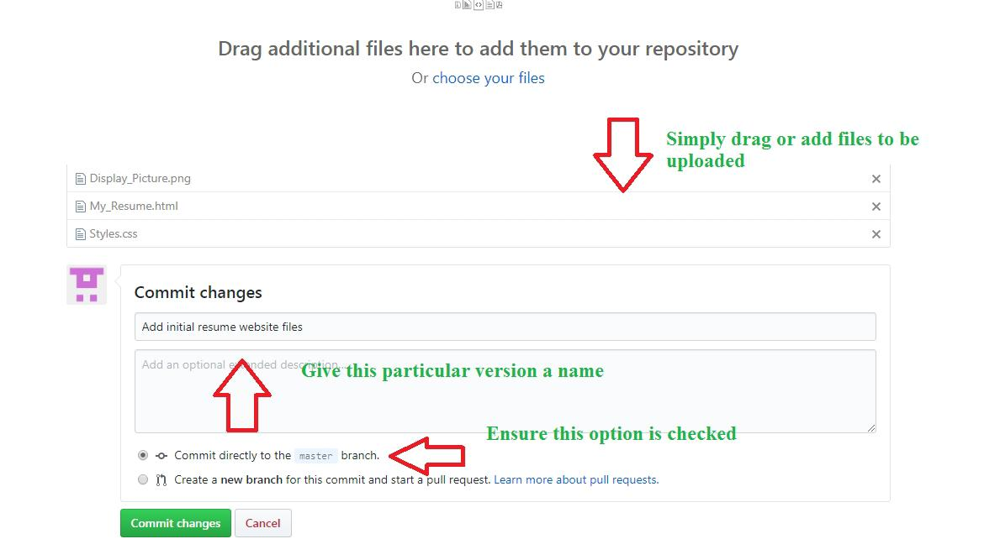 Drag additional files here to add them to your repository
Or choose your files
Simply drag or add files to be
uploaded
Display_Picture.png
My_Resume.html
Styles.css
Commit changes
Add initial resume website files
Add an optional extended description...
Give this particular version a name
Ensure this option is checked
Commit directly to the master branch.
Create a new branch for this commit and start a pull request. Learn more about pull requests.
Commit changes Cancel